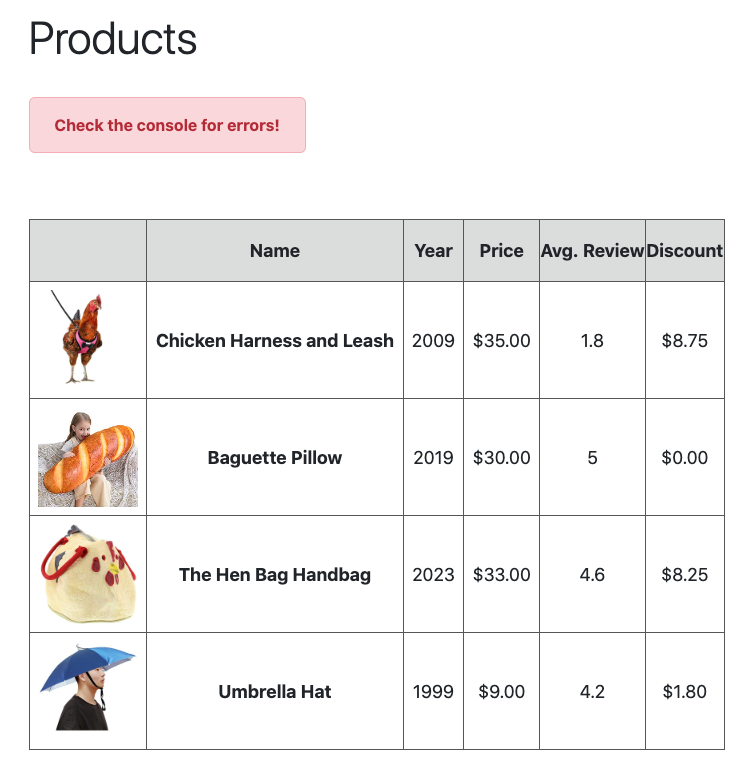 Products
Check the console for errors!
Name Year Price Avg. Review Discount
Chicken Harness and Leash 2009 $35.00 1.8 $8.75
Baguette Pillow 2019 $30.00 5 $0.00
The Hen Bag Handbag 2023 $33.00 4.6 $8.25
Umbrella Hat 1999 $9.00 4.2 $1.80